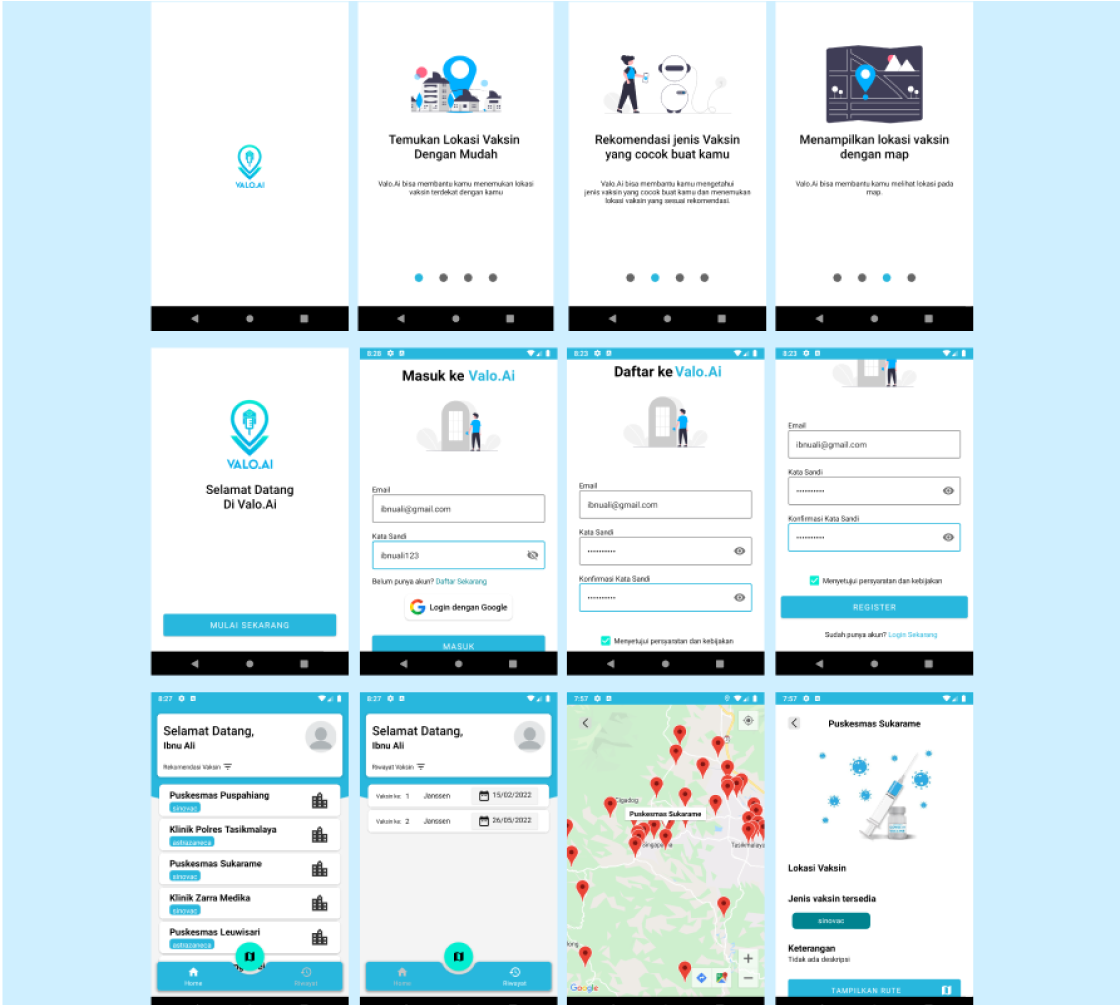 VALO.AI
Temukan Lokasi Vaksin
Dengan Mudah
Valo.Ai bisa membantu kamu menemukan lokasi
vaksin terdekat dengan kamu
Rekomendasi jenis Vaksin
yang cocok buat kamu
Valo.Ai bisa membantu kamu mengetahui
jenis vaksin yang cocok buat kamu dan menemukan
lokasi vaksin yang sesuai rekomendasi.
Menampilkan lokasi vaksin
dengan map
Valo.Ai bisa membantu kamu melihat lokasi pada
map.
VALO.AI
Selamat Datang
Di Valo.Ai
MULAI SEKARANG
8:28
Masuk ke Valo.Ai
Email
ibnuali@gmail.com
Kata Sandi
ibnuali123
Belum punya akun? Daftar Sekarang
Login dengan Google
MASUK
8:23
Daftar ke Valo.Ai
Email
ibnuali@gmail.com
Kata Sandi
Konfirmasi Kata Sandi
Menyetujui persyaratan dan kebijakan
8:23
Email
ibnuali@gmail.com
Kata Sandi
Konfirmasi Kata Sandi
Menyetujui persyaratan dan kebijakan
REGISTER
Sudah punya akun? Login Sekarang
8:27
Selamat Datang,
Ibnu Ali
Rekomendasi Vaksin
Puskesmas Puspahiang
sinovac
Klinik Polres Tasikmalaya
astrazaneca
Puskesmas Sukarame
sinovac
Klinik Zarra Medika
sinovac
Puskesmas Leuwisari
astrazaneca
Home
Riwayat
8:27
Selamat Datang,
Ibnu Ali
Riwayat Vaksin
Vaksin ke: 1 Janssen 15/02/2022
Vaksin ke: 2 Janssen 26/05/2022
Home
Riwayat
7:57
Cigadog
Puskesmas Sukarame
Tasikmalaya
Google
7:57
Puskesmas Sukarame
Lokasi Vaksin
Jenis vaksin tersedia
sinovac
Keterangan
Tidak ada deskripsi
TAMPILKAN RUTE